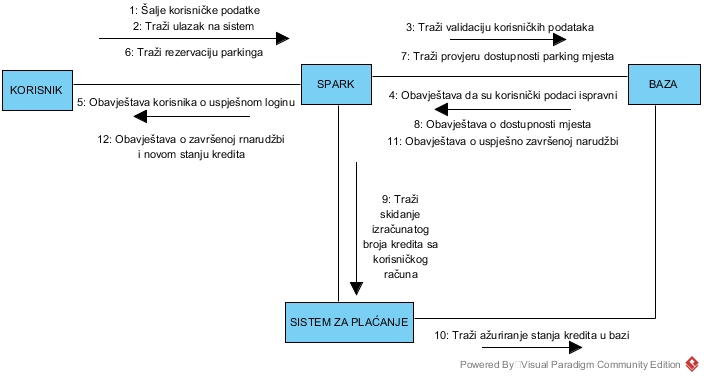 1: Šalje korisničke podatke
2: Traži ulazak na sistem
6: Traži rezervaciju parkinga
3: Traži validaciju korisničkih podataka
7: Traži provjeru dostupnosti parking mjesta
KORISNIK
SPARK
BAZA
5: Obavještava korisnika o uspješnom loginu
12: Obavještava o završenoj rnarudžbi
i novom stanju kredita
4: Obavještava da su korisnički podaci ispravni
8: Obavještava o dostupnosti mjesta
11: Obavještava o uspješno završenoj narudžbi
9: Traži
skidanje
izračunatog
broja kredita sa
korisničkog
računa
SISTEM ZA PLAĆANJE
10: Traži ažuriranje stanja kredita u bazi
Powered By Visual Paradigm Community Edition